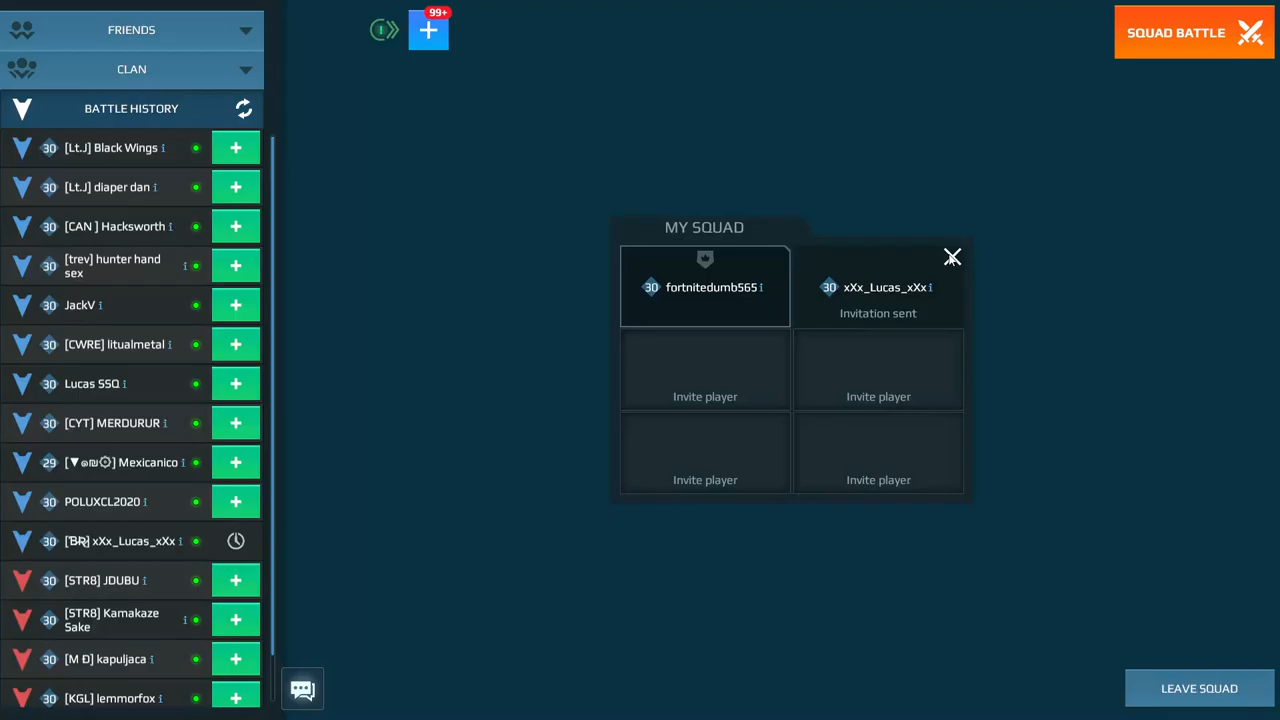 FRIENDS
CLAN
BATTLE HISTORY
30 [Lt.J] Black Wings i
30 [Lt.J] diaper dan i
30 [CAN ] Hacksworth i
30 [trev] hunter hand
sex i
30 JackV i
30 [CWRE] litualmetal i
30 Lucas SSQ i
30 [CYT] MERDURUR i
29 Mexicanico i
30 POLUXCL2020 i
30 [BR] xXx_Lucas_xXx i
30 [STR8] JDUBU i
30 [STR8] Kamakaze
Sake i
30 [M Đ] kapuljaca i
30 [KGL] lemmorfox i
99+
SQUAD BATTLE
MY SQUAD
30 fortnitedumb565 i
30 xXx_Lucas_xXx i
Invitation sent
Invite player
Invite player
Invite player
Invite player
LEAVE SQUAD